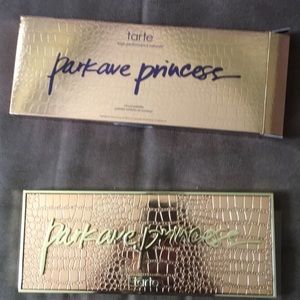 tarte
high-performance naturals
park ave princess
park ave princess
tarte